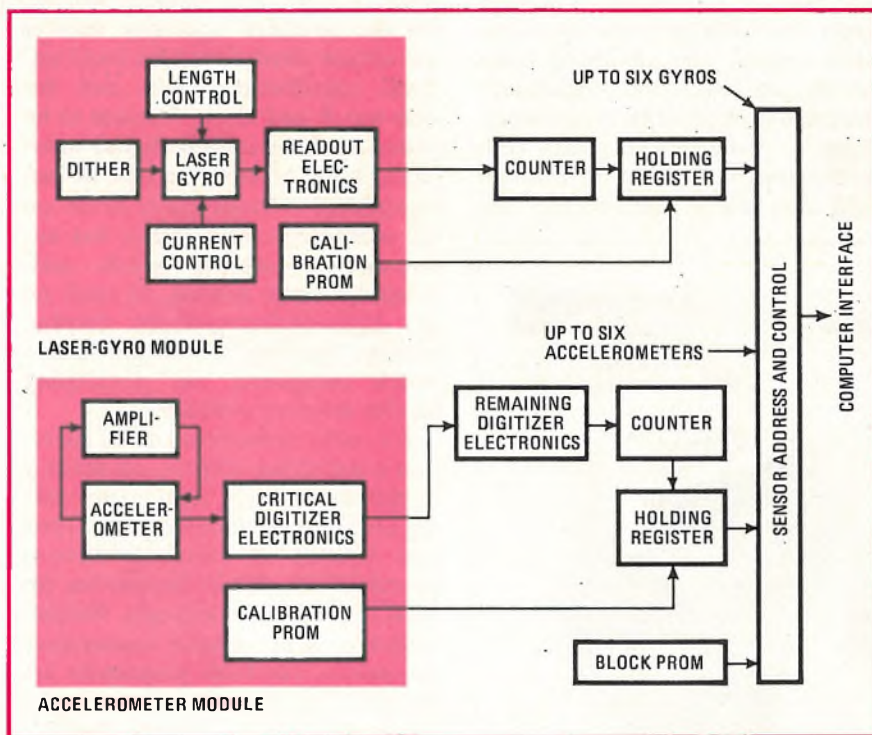 LENGTH
CONTROL
DITHER
LASER
GYRO
READOUT
ELEC-
TRONICS
CURRENT
CONTROL
CALI-
BRATION
PROM
LASER-GYRO MODULE
COUNTER
HOLDING
REGISTER
UP TO SIX GYROS
UP TO SIX
ACCELEROMETERS
AMPLI-
FIER
ACCELER-
OMETER
CRITICAL
DIGITIZER
ELECTRONICS
CALIBRATION
PROM
ACCELEROMETER MODULE
REMAINING
DIGITIZER
ELECTRONICS
COUNTER
HOLDING
REGISTER
BLOCK PROM
SENSOR ADDRESS AND CONTROL
COMPUTER INTERFACE